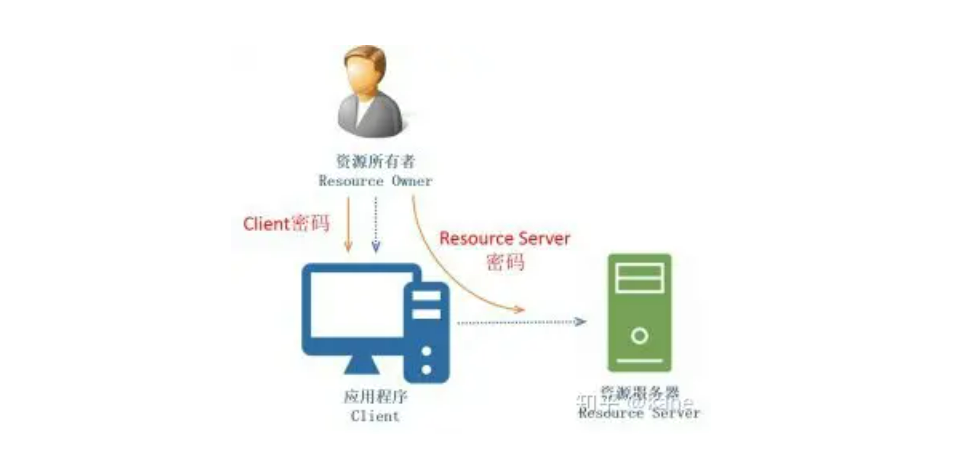 资源所有者
Resource Owner
Client密码
Resource Server
密码
应用程序
Client
资源服务器
Resource Server
知乎 @kane